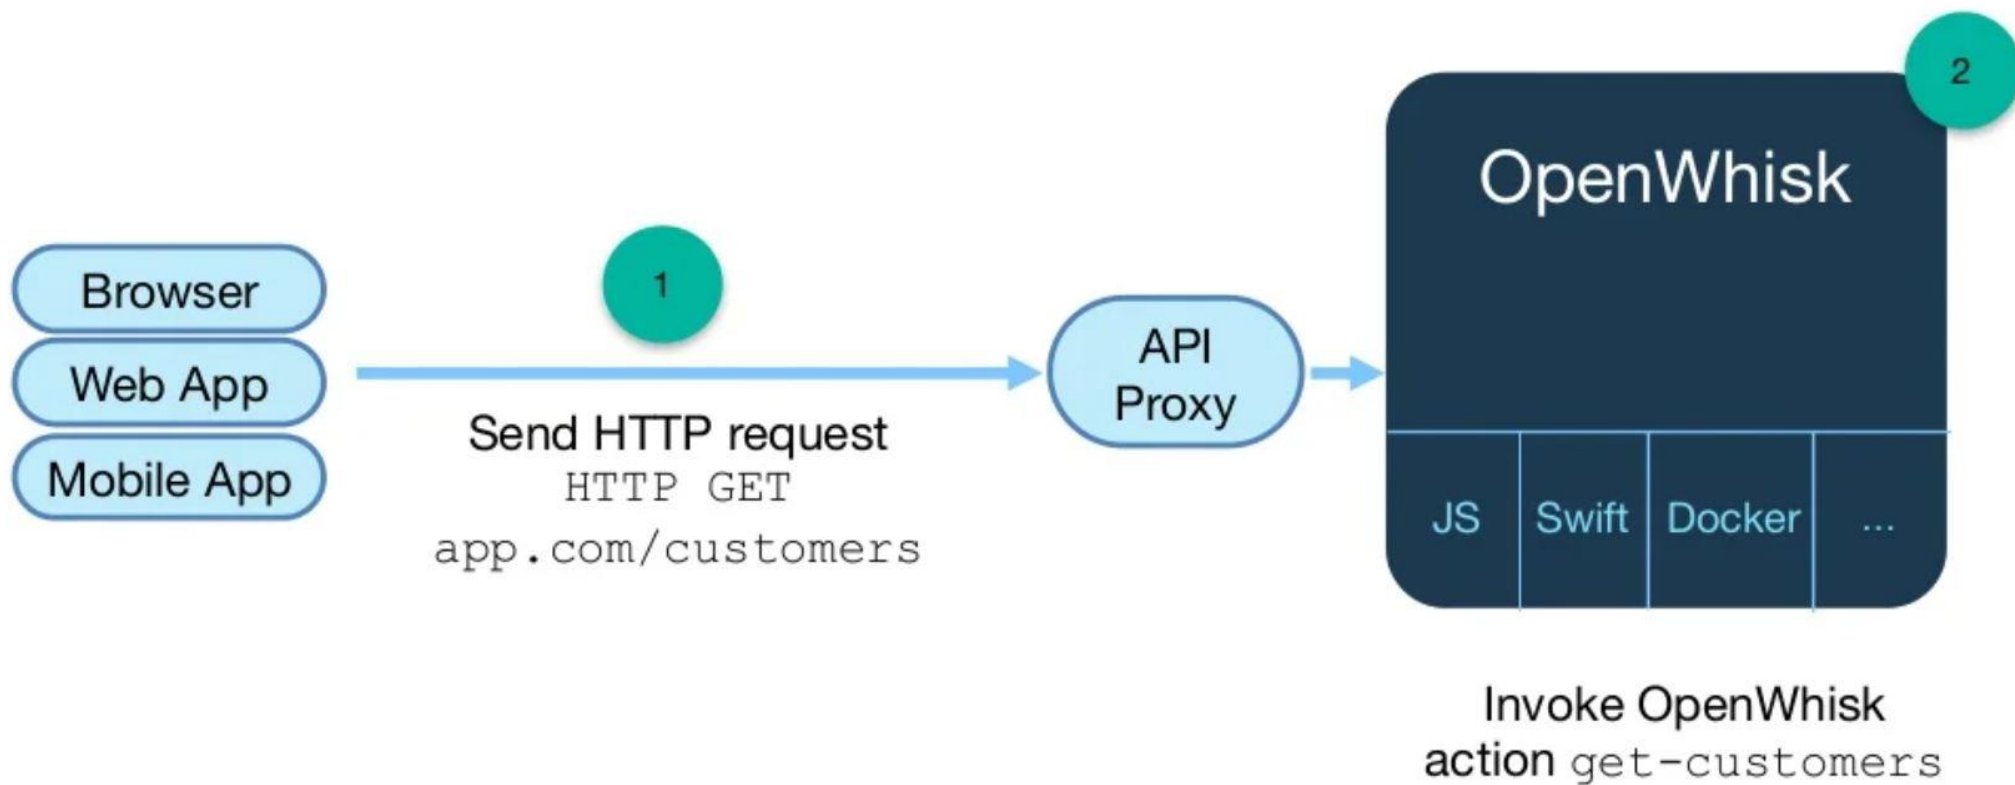 2
OpenWhisk
Browser
Web App
Mobile App
1
Send HTTP request
HTTP GET
app.com/customers
API
Proxy
JS
Swift
Docker
...
Invoke OpenWhisk
action get-customers